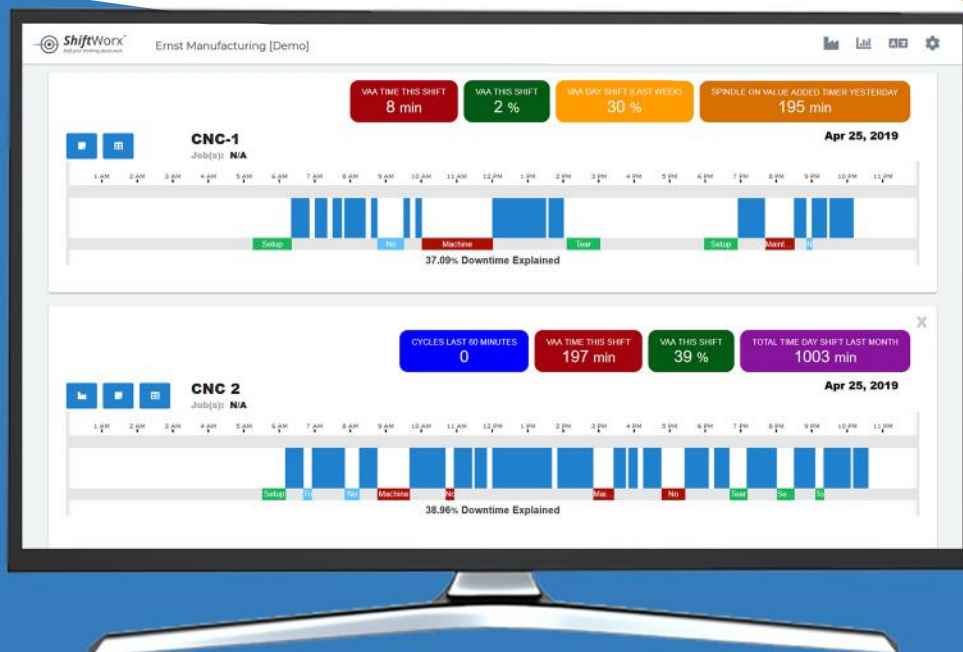 ShiftWorx
Ernst Manufacturing [Demo]
VAA TIME THIS SHIFT
8 min
VAA THIS SHIFT
2 %
VAA DAY SHIFT (LAST WEEK)
30 %
SPINDLE ON VALUE ADDED TIMER YESTERDAY
195 min
CNC-1
Job(s): N/A
Apr 25, 2019
1 AM 2 AM 3 AM 4 AM 5 AM 6 AM 7 AM 8 AM 9 AM 10 AM 11 AM 12 PM 1 PM 2 PM 3 PM 4 PM 5 PM 6 PM 7 PM 8 PM 9 PM 10 PM 11 PM
Setup No Machine Tear Setup Maint... N
37.09% Downtime Explained
X
CYCLES LAST 60 MINUTES
0
VAA TIME THIS SHIFT
197 min
VAA THIS SHIFT
39 %
TOTAL TIME DAY SHIFT LAST MONTH
1003 min
CNC 2
Job(s): N/A
Apr 25, 2019
1 AM 2 AM 3 AM 4 AM 5 AM 6 AM 7 AM 8 AM 9 AM 10 AM 11 AM 12 PM 1 PM 2 PM 3 PM 4 PM 5 PM 6 PM 7 PM 8 PM 9 PM 10 PM 11 PM
Setup To No Machine No Mai... No Tear Se... To
38.96% Downtime Explained